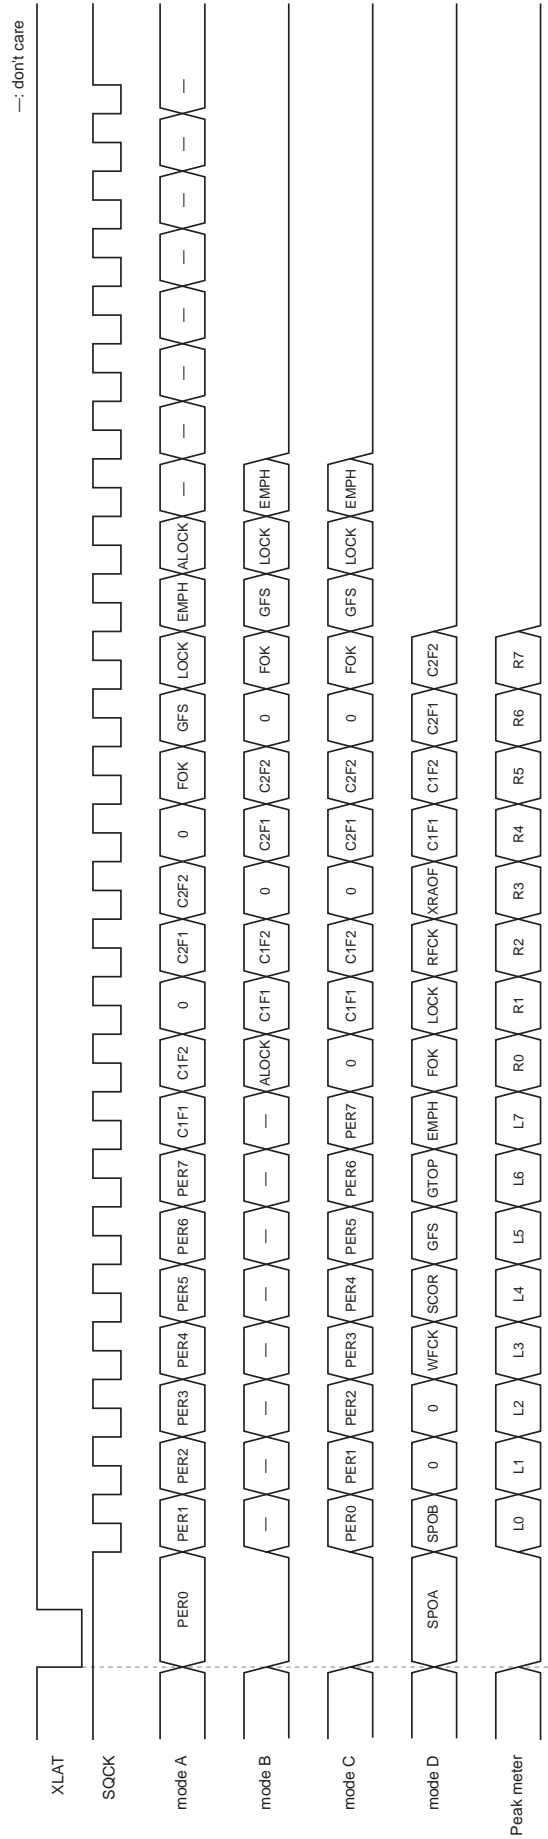 —: don't care
XLAT
SQCK
mode A PER0 PER1 PER2 PER3 PER4 PER5 PER6 PER7 C1F1 C1F2 0 C2F1 C2F2 0 FOK GFS LOCK EMPH ALOCK — — — — — — — —
mode B — — — — — — — — ALOCK C1F1 C1F2 0 C2F1 C2F2 0 FOK GFS LOCK EMPH
mode C PER0 PER1 PER2 PER3 PER4 PER5 PER6 PER7 0 C1F1 C1F2 0 C2F1 C2F2 0 FOK GFS LOCK EMPH
mode D SPOA SPOB 0 0 WFCK SCOR GFS GTOP EMPH FOK LOCK RFCK XRAOF C1F1 C1F2 C2F1 C2F2
Peak meter L0 L1 L2 L3 L4 L5 L6 L7 R0 R1 R2 R3 R4 R5 R6 R7